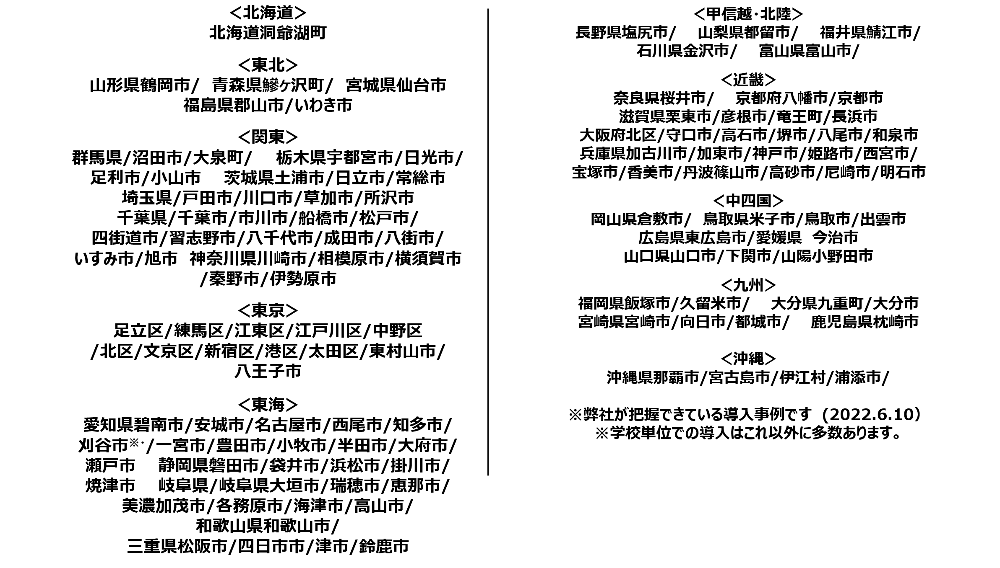 ＜北海道＞
北海道洞爺湖町
＜東北＞
山形県鶴岡市/　青森県鰺ヶ沢町/　宮城県仙台市
福島県郡山市/いわき市
＜関東＞
群馬県/沼田市/大泉町/　栃木県宇都宮市/日光市/
足利市/小山市　茨城県土浦市/日立市/常総市
埼玉県/戸田市/川口市/草加市/所沢市
千葉県/千葉市/市川市/船橋市/松戸市/
四街道市/習志野市/八千代市/成田市/八街市/
いすみ市/旭市　神奈川県川崎市/相模原市/横須賀市
/秦野市/伊勢原市
＜東京＞
足立区/練馬区/江東区/江戸川区/中野区
/北区/文京区/新宿区/港区/太田区/東村山市/
八王子市
＜東海＞
愛知県碧南市/安城市/名古屋市/西尾市/知多市/
刈谷市※・/一宮市/豊田市/小牧市/半田市/大府市/
瀬戸市　静岡県磐田市/袋井市/浜松市/掛川市/
焼津市　岐阜県/岐阜県大垣市/瑞穂市/恵那市/
美濃加茂市/各務原市/海津市/高山市/
和歌山県和歌山市/
三重県松阪市/四日市市/津市/鈴鹿市
＜甲信越・北陸＞
長野県塩尻市/　山梨県都留市/　福井県鯖江市/
石川県金沢市/　富山県富山市/
＜近畿＞
奈良県桜井市/　京都府八幡市/京都市
滋賀県栗東市/彦根市/竜王町/長浜市
大阪府北区/守口市/高石市/堺市/八尾市/和泉市
兵庫県加古川市/加東市/神戸市/姫路市/西宮市/
宝塚市/香美市/丹波篠山市/高砂市/尼崎市/明石市
＜中四国＞
岡山県倉敷市/　鳥取県米子市/鳥取市/出雲市
広島県東広島市/愛媛県　今治市
山口県山口市/下関市/山陽小野田市
＜九州＞
福岡県飯塚市/久留米市/　大分県九重町/大分市
宮崎県宮崎市/向日市/都城市/　鹿児島県枕崎市
＜沖縄＞
沖縄県那覇市/宮古島市/伊江村/浦添市/
※弊社が把握できている導入事例です（2022.6.10）
※学校単位での導入はこれ以外に多数あります。